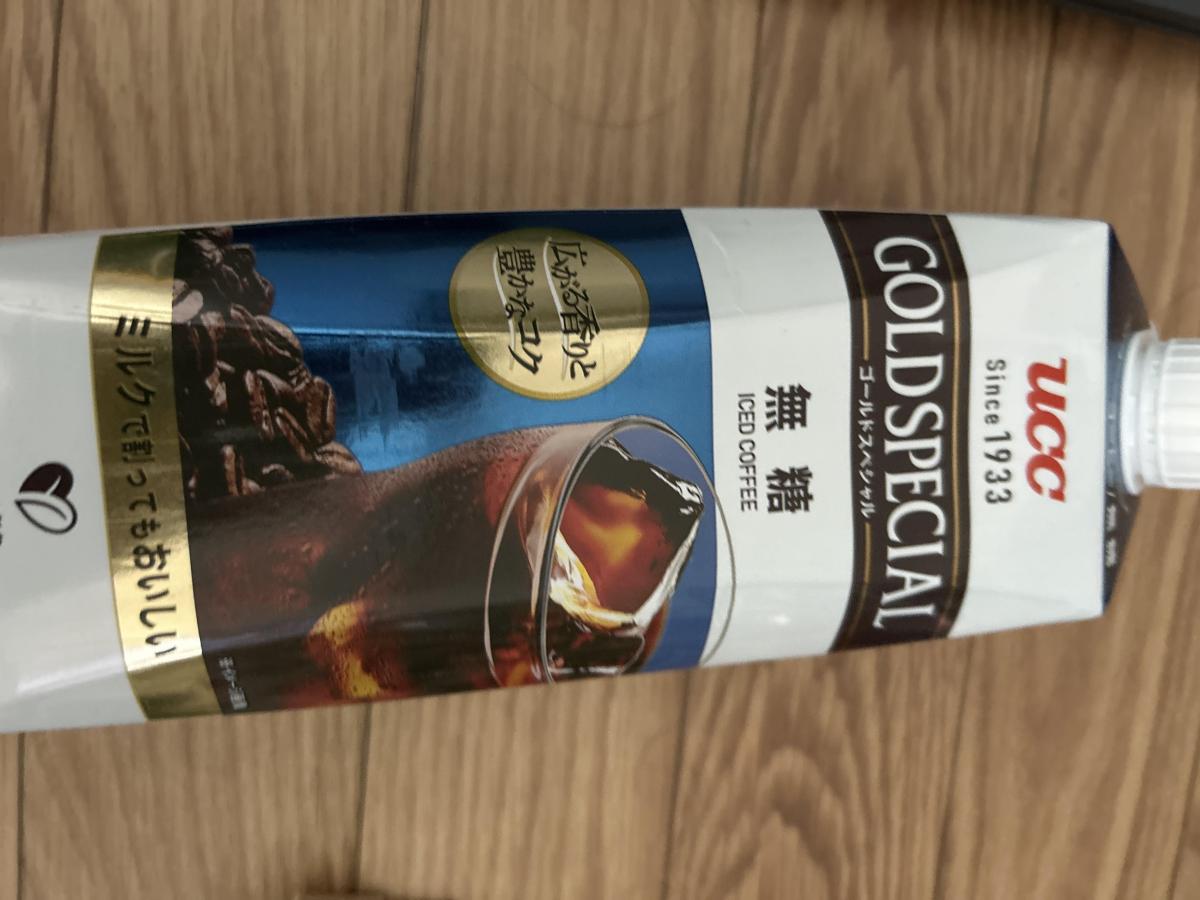 ucc
Since 1933
GOLD SPECIAL
ゴールドスペシャル
無糖
ICED COFFEE
広がる香りと
豊かなコク
ミルクで割ってもおいしい